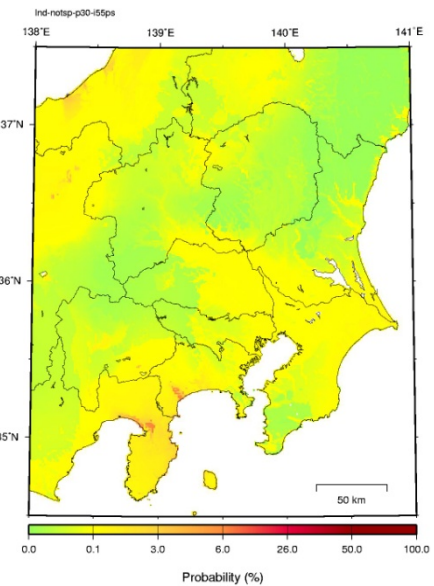 Ind-notsp-p30-i55ps
138°E 139°E 140°E 141°E
37°N
36°N
35°N
50 km
0.0 0.1 3.0 6.0 26.0 50.0 100.0
Probability (%)